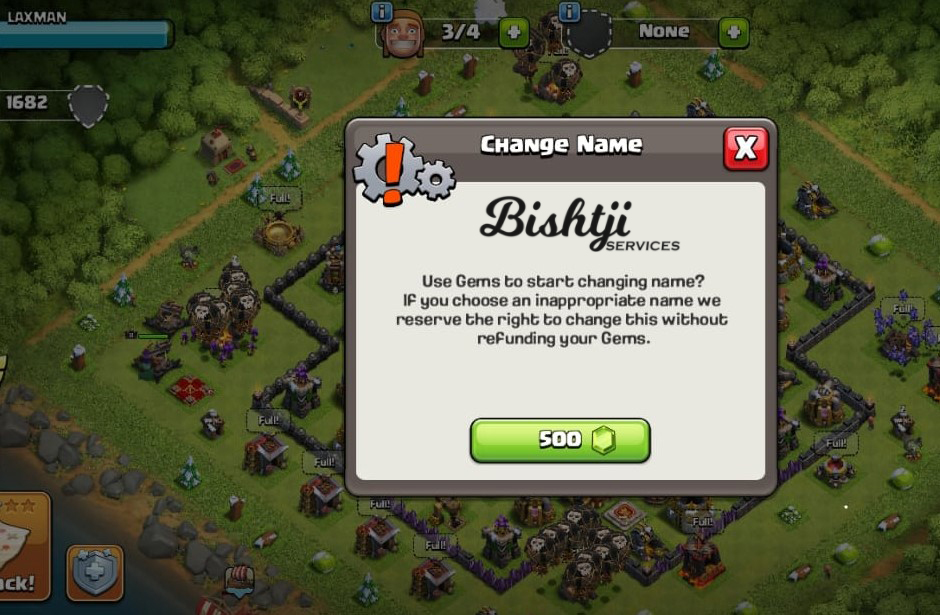 LAXMAN
3/4
None
1682
Change Name
X
Full!
Bishtji
SERVICES
Use Gems to start changing name?
If you choose an inappropriate name we
reserve the right to change this without
refunding your Gems.
Full!
Full!
Full!
Full!
500
Full!
Full!
Full!
ack!